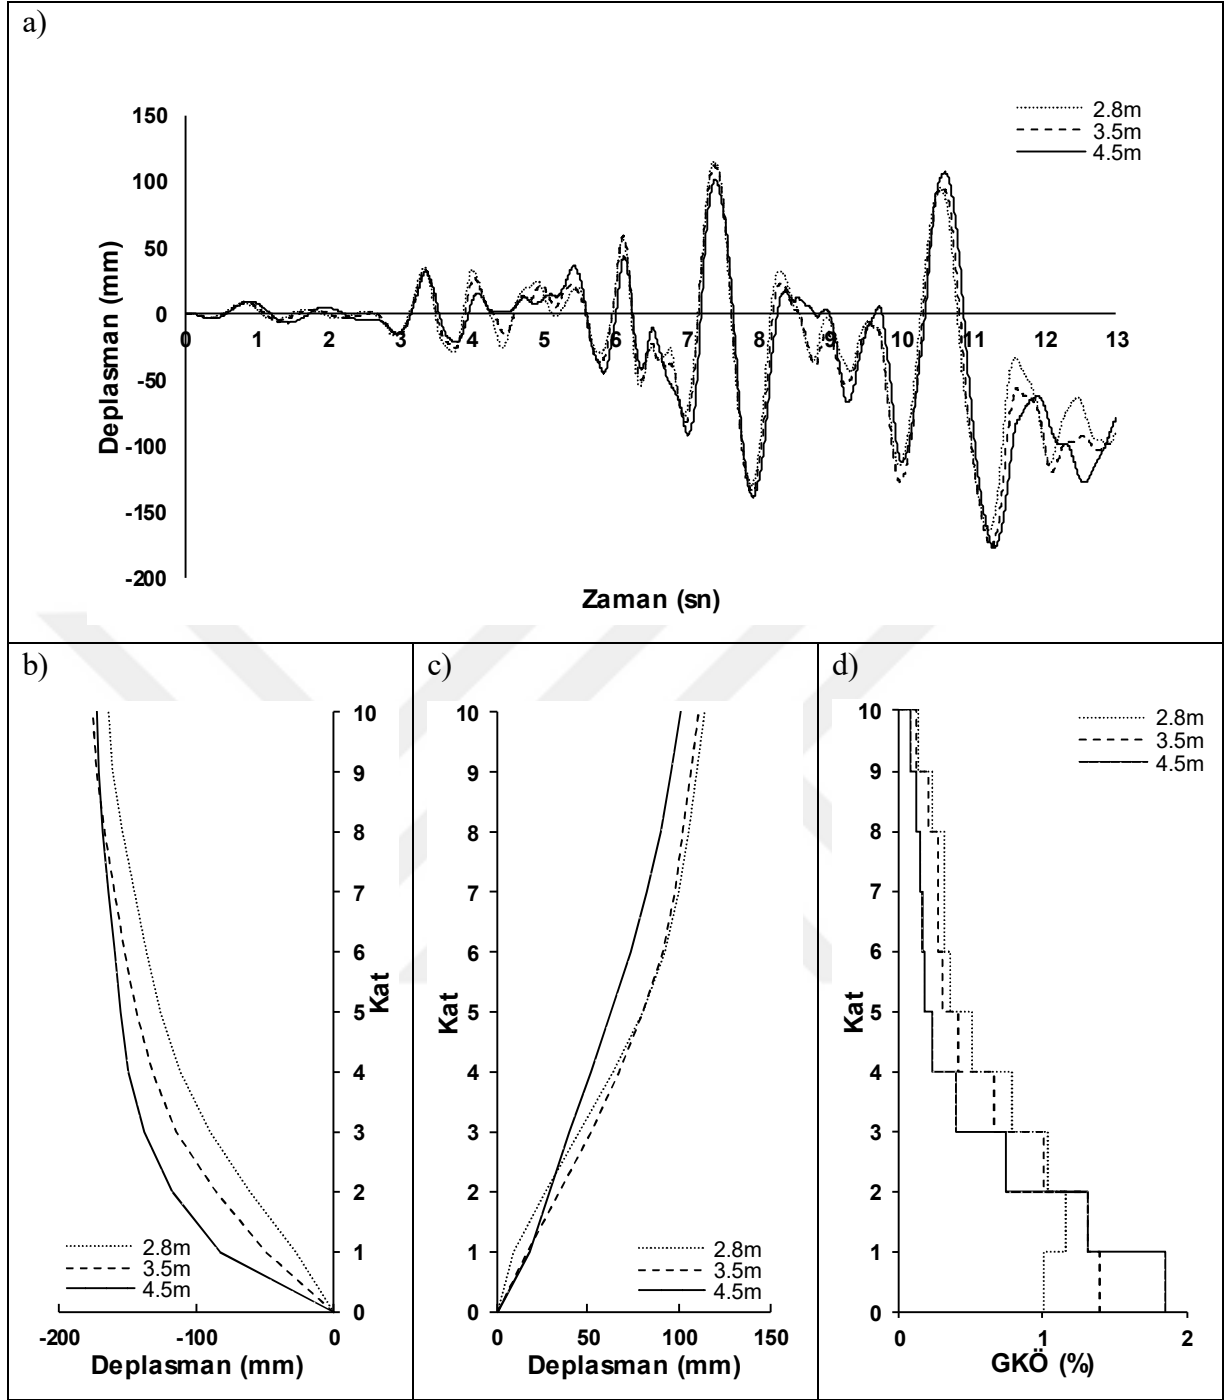 a)
150
100
50
0
-50
-100
-150
-200
0 1 2 3 4 5 6 7 8 9 10 11 12 13
Deplasman (mm)
Zaman (sn)
2.8m
3.5m
4.5m
b)
10
9
8
7
6
5
4
3
2
1
0
Kat
2.8m
3.5m
4.5m
-200 -100 0
Deplasman (mm)
c)
10
9
8
7
6
5
4
3
2
1
0
Kat
2.8m
3.5m
4.5m
0 50 100 150
Deplasman (mm)
d)
10
9
8
7
6
5
4
3
2
1
0
Kat
2.8m
3.5m
4.5m
0 1 2
GKÖ (%)